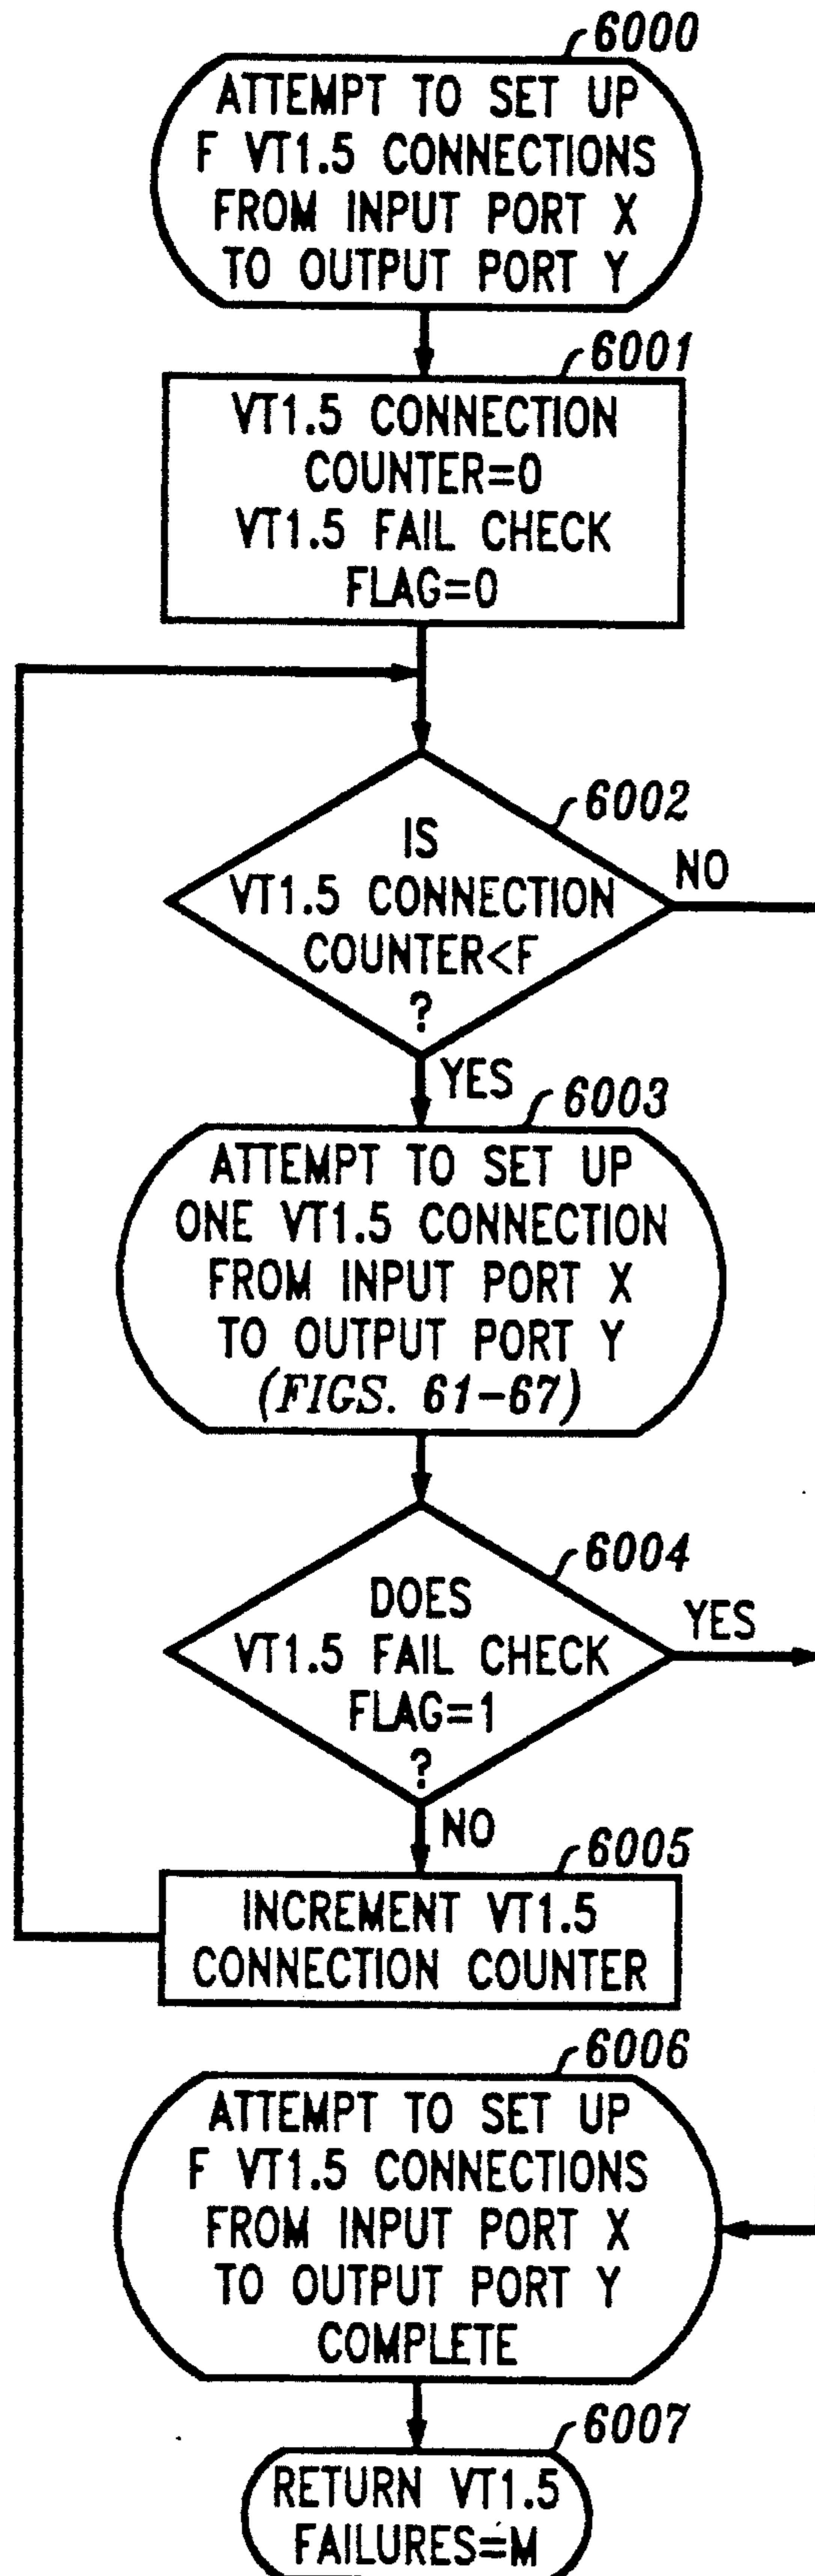 6000
ATTEMPT TO SET UP
F VT1.5 CONNECTIONS
FROM INPUT PORT X
TO OUTPUT PORT Y
6001
VT1.5 CONNECTION
COUNTER=0
VT1.5 FAIL CHECK
FLAG=0
6002
IS
VT1.5 CONNECTION
COUNTER<F
?
NO
YES
6003
ATTEMPT TO SET UP
ONE VT1.5 CONNECTION
FROM INPUT PORT X
TO OUTPUT PORT Y
(FIGS. 61-67)
6004
DOES
VT1.5 FAIL CHECK
FLAG=1
?
YES
NO
6005
INCREMENT VT1.5
CONNECTION COUNTER
6006
ATTEMPT TO SET UP
F VT1.5 CONNECTIONS
FROM INPUT PORT X
TO OUTPUT PORT Y
COMPLETE
6007
RETURN VT1.5
FAILURES=M